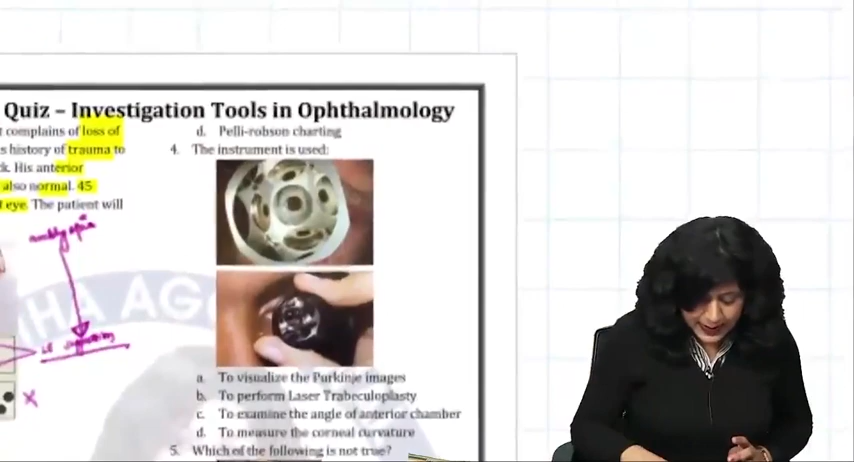 Quiz – Investigation Tools in Ophthalmology
complains of loss of
s history of trauma to
k. His anterior
also normal. 45
eye. The patient will
d. Pelli-robson charting
4. The instrument is used:
a. To visualize the Purkinje images
b. To perform Laser Trabeculoplasty
c. To examine the angle of anterior chamber
d. To measure the corneal curvature
5. Which of the following is not true?